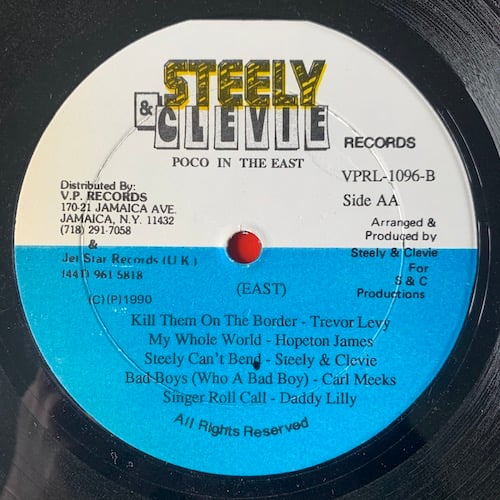 STEELY
& CLEVIE
RECORDS
POCO IN THE EAST
VPRL-1096-B
Side AA
Distributed By:
V.P. RECORDS
170-21 JAMAICA AVE.
JAMAICA, N.Y. 11432
(718) 291-7058
&
Jet Star Records (U K)
(441) 961 5818
Arranged &
Produced by
Steely & Clevie
For
S & C
Productions
(C)(P)1990
(EAST)
Kill Them On The Border - Trevor Levy
My Whole World - Hopeton James
Steely Can't Bend - Steely & Clevie
Bad Boys (Who A Bad Boy) - Carl Meeks
Singer Roll Call - Daddy Lilly
All Rights Reserved